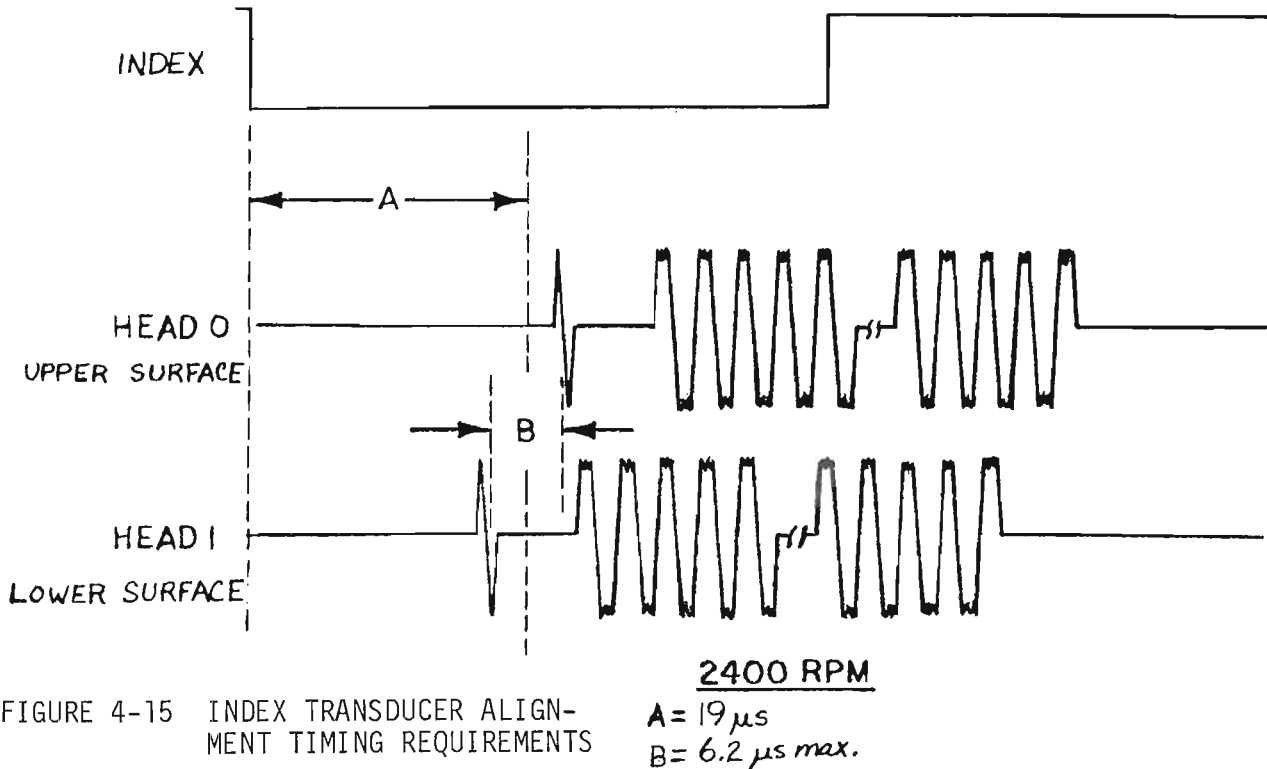 INDEX
A
HEAD 0
UPPER SURFACE
B
HEAD 1
LOWER SURFACE
2400 RPM
FIGURE 4-15 INDEX TRANSDUCER ALIGN-
MENT TIMING REQUIREMENTS
A = 19 μs
B = 6.2 μs max.